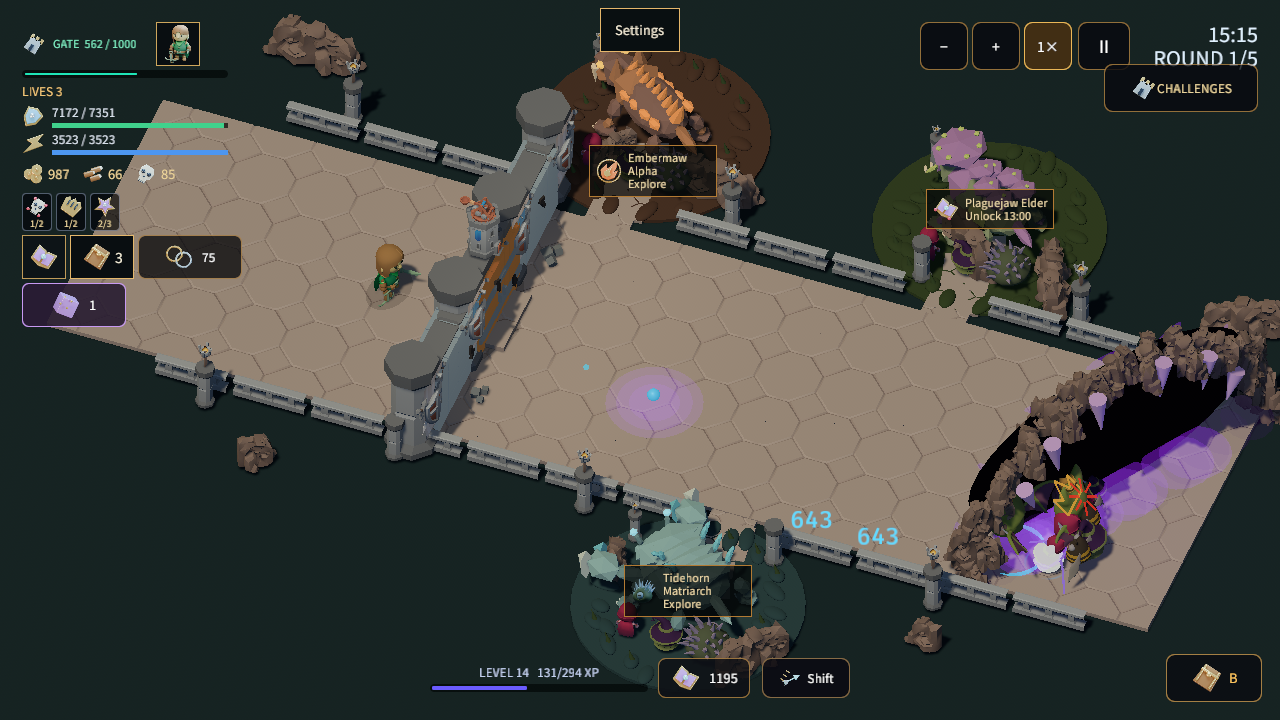 Settings
GATE 562 / 1000
LIVES 3
7172 / 7351
3523 / 3523
987 66 85
1/2 1/2 2/3
3 75
1
− + 1× II
15:15
ROUND 1/5
CHALLENGES
Embermaw
Alpha
Explore
Plaguejaw Elder
Unlock 13:00
643
643
Tidehorn
Matriarch
Explore
LEVEL 14 131/294 XP
1195
Shift
B